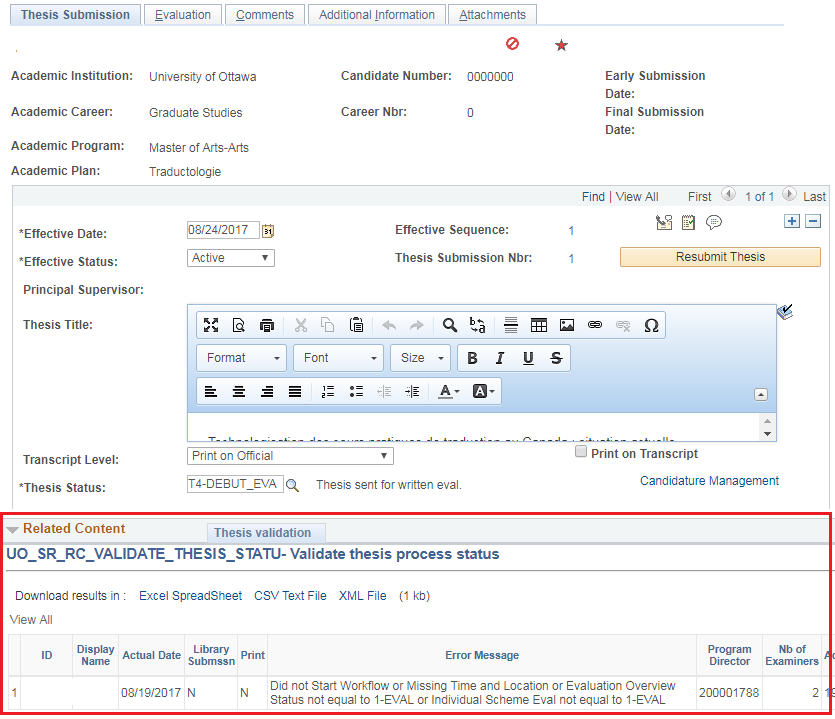 Thesis Submission Evaluation Comments Additional Information Attachments
Academic Institution: University of Ottawa Candidate Number: 0000000 Early Submission
Date:
Academic Career: Graduate Studies Career Nbr: 0 Final Submission
Date:
Academic Program: Master of Arts-Arts
Academic Plan: Traductologie
Find | View All First 1 of 1 Last
*Effective Date: 08/24/2017 31 Effective Sequence: 1
*Effective Status: Active Thesis Submission Nbr: 1 Resubmit Thesis
Principal Supervisor:
Thesis Title:
Format Font Size B I U S
A A
Technologisation des cours pratiques de traduction au Canada : situation actuelle
Transcript Level: Print on Official Print on Transcript
*Thesis Status: T4-DEBUT_EVA Thesis sent for written eval. Candidature Management
Related Content Thesis validation
UO_SR_RC_VALIDATE_THESIS_STATU- Validate thesis process status
Download results in : Excel SpreadSheet CSV Text File XML File (1 kb)
View All
ID Display Name Actual Date Library Submssn Print Error Message Program Director Nb of Examiners
1 08/19/2017 N N Did not Start Workflow or Missing Time and Location or Evaluation Overview 200001788 2
Status not equal to 1-EVAL or Individual Scheme Eval not equal to 1-EVAL